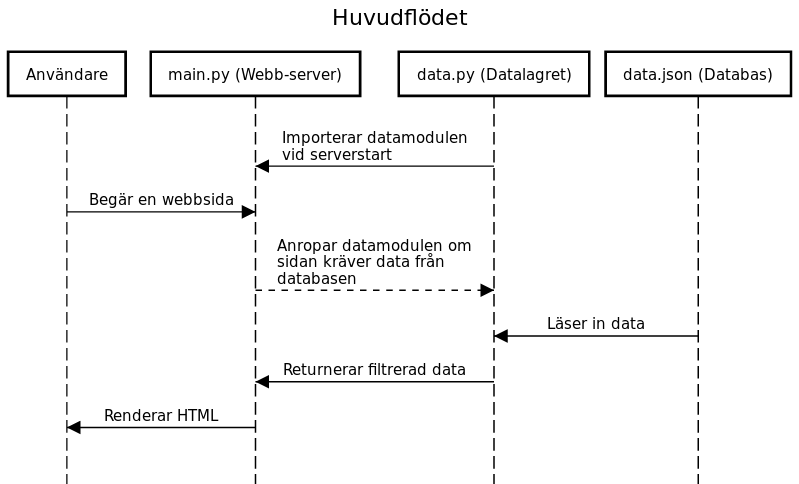 Huvudflödet
Användare
main.py (Webb-server)
data.py (Datalagret)
data.json (Databas)
Importerar datamodulen
vid serverstart
Begär en webbsida
Anropar datamodulen om
sidan kräver data från
databasen
Läser in data
Returnerar filtrerad data
Renderar HTML